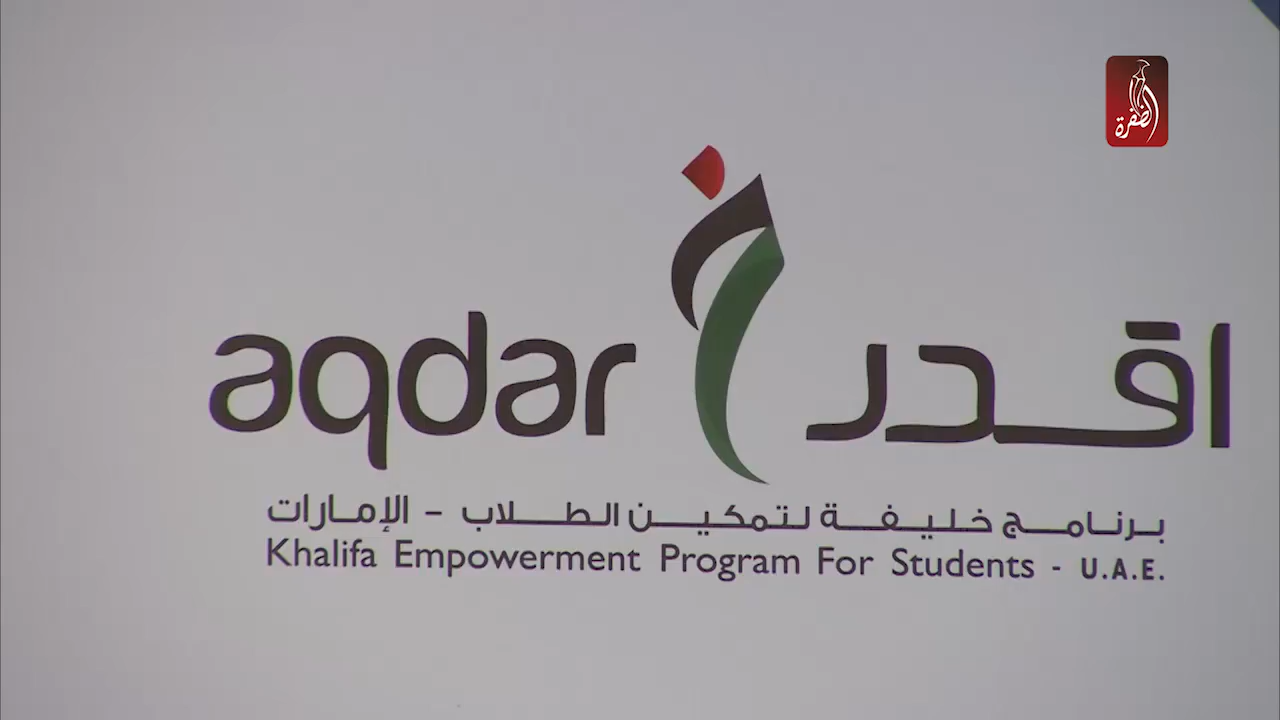 الظفرة
aqdar اقدر
برنامج خليفة لتمكين الطلاب - الإمارات
Khalifa Empowerment Program For Students - U.A.E.